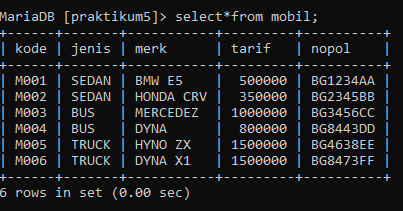 MariaDB [praktikum5]> select*from mobil;
+------+-------+-----------+---------+----------+
| kode | jenis | merk      | tarif   | nopol    |
+------+-------+-----------+---------+----------+
| M001 | SEDAN | BMW E5    |  500000 | BG1234AA |
| M002 | SEDAN | HONDA CRV |  350000 | BG2345BB |
| M003 | BUS   | MERCEDEZ  | 1000000 | BG3456CC |
| M004 | BUS   | DYNA      |  800000 | BG8443DD |
| M005 | TRUCK | HYNO ZX   | 1500000 | BG4638EE |
| M006 | TRUCK | DYNA X1   | 1500000 | BG8473FF |
+------+-------+-----------+---------+----------+
6 rows in set (0.00 sec)